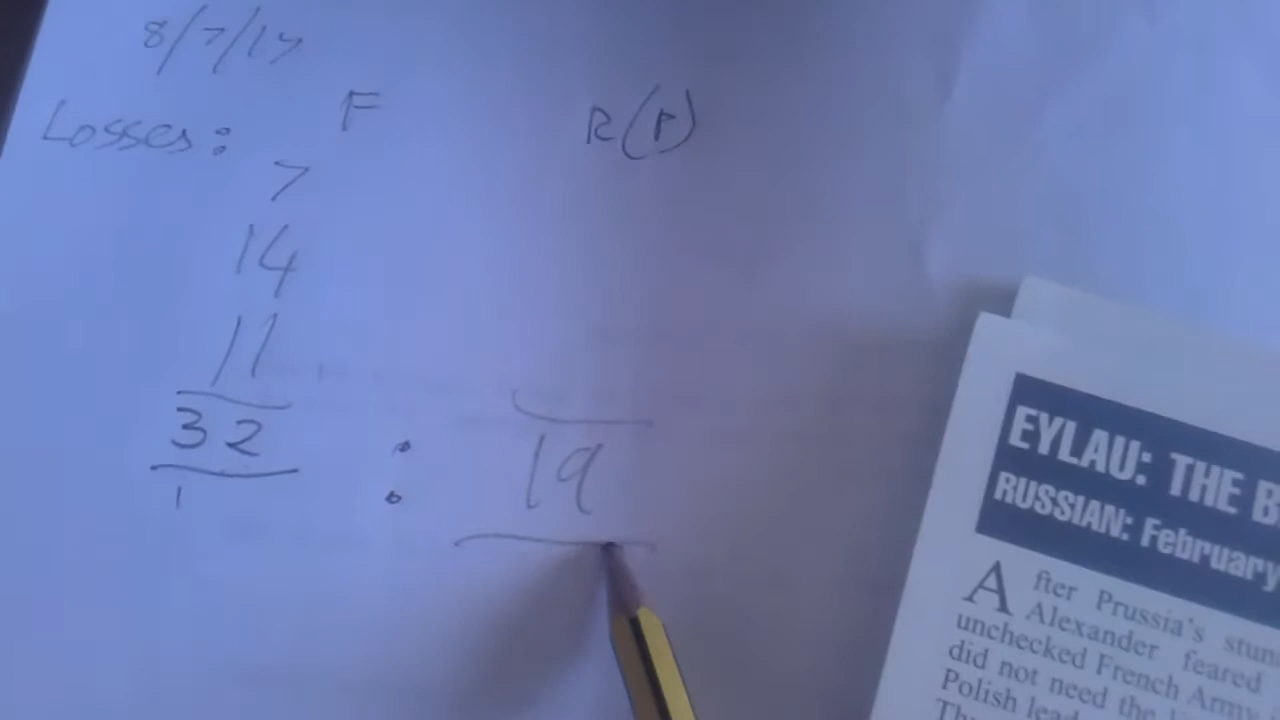 8/7/17
Losses: F R(P)
7
14
11
32 : 19
1
EYLAU: THE B
RUSSIAN: February
After Prussia's stun
Alexander feared
unchecked French Army
did not need the
Polish lead